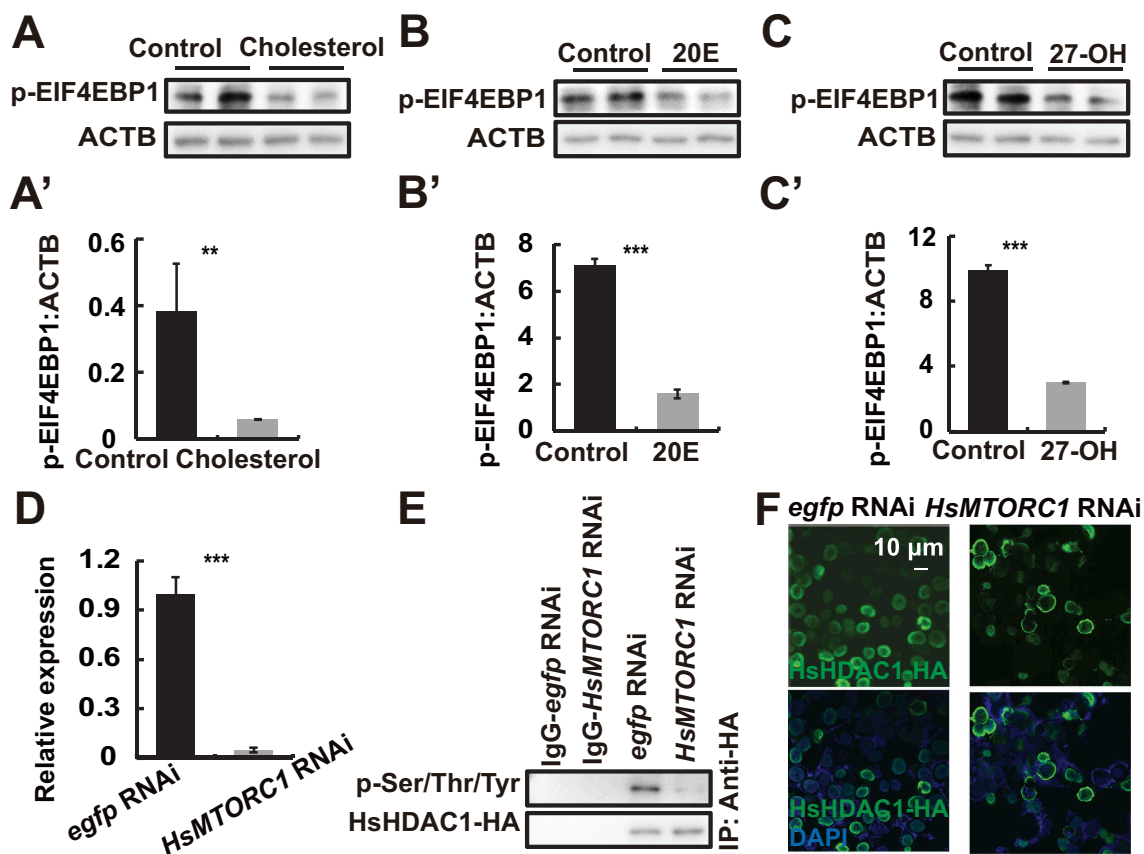 A
Control Cholesterol
p-EIF4EBP1
ACTB
B
Control 20E
p-EIF4EBP1
ACTB
C
Control 27-OH
p-EIF4EBP1
ACTB
A'
p-EIF4EBP1:ACTB
0.6
0.4
0.2
0
**
Control Cholesterol
B'
p-EIF4EBP1:ACTB
8
6
4
2
0
***
Control 20E
C'
p-EIF4EBP1:ACTB
12
9
6
3
0
***
Control 27-OH
D
Relative expression
1.2
0.9
0.6
0.3
0
***
egfp RNAi
HsMTORC1 RNAi
E
IgG-egfp RNAi
IgG-HsMTORC1 RNAi
egfp RNAi
HsMTORC1 RNAi
p-Ser/Thr/Tyr
HsHDAC1-HA
IP: Anti-HA
F
egfp RNAi HsMTORC1 RNAi
10 µm
HsHDAC1-HA
HsHDAC1-HA
DAPI